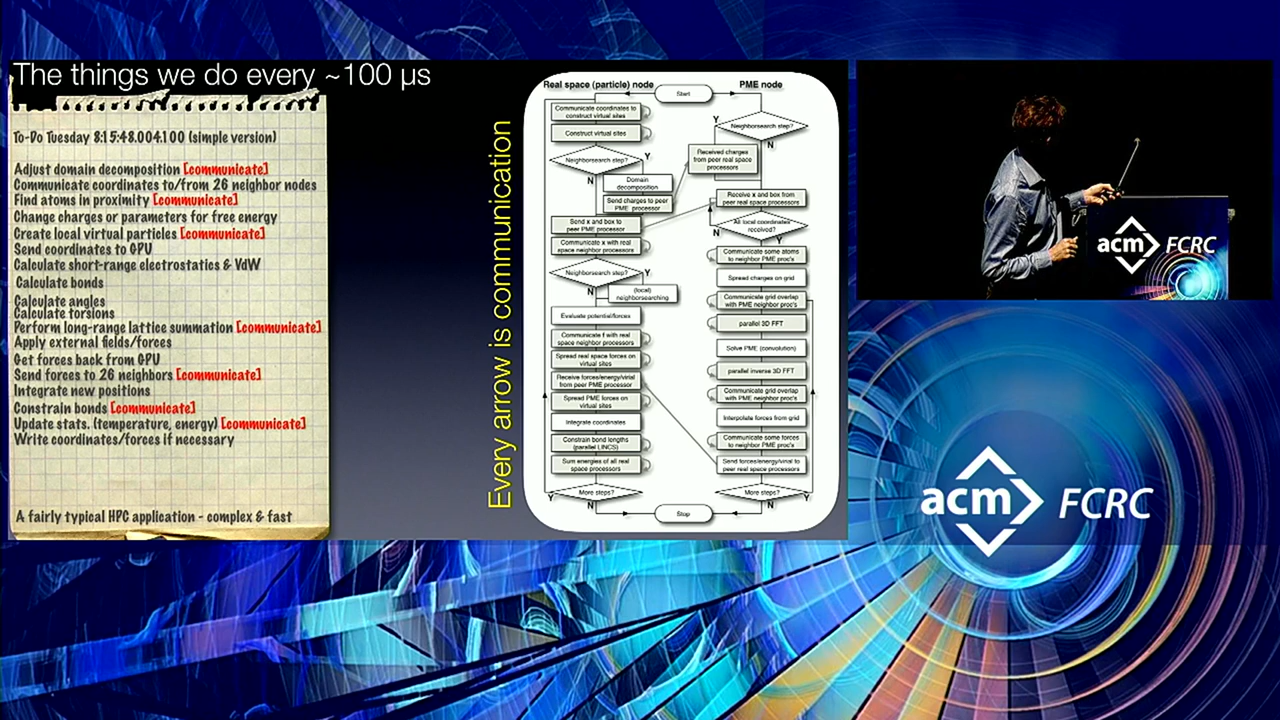 The things we do every ~100 µs
To-Do Tuesday 8:15:48.004.100 (simple version)
Adjust domain decomposition [communicate]
Communicate coordinates to/from 26 neighbor nodes
Find atoms in proximity [communicate]
Change charges or parameters for free energy
Create local virtual particles [communicate]
Send coordinates to GPU
Calculate short-range electrostatics & VdW
Calculate bonds
Calculate angles
Calculate torsions
Perform long-range lattice summation [communicate]
Apply external fields/forces
Get forces back from GPU
Send forces to 26 neighbors [communicate]
Integrate new positions
Constrain bonds [communicate]
Update stats. (temperature, energy) [communicate]
Write coordinates/forces if necessary
A fairly typical HPC application - complex & fast
Every arrow is communication
Real space (particle) node
PME node
Start
Communicate coordinates to
construct virtual sites
Construct virtual sites
Neighborsearch step?
Y
N
Domain
decomposition
Send charges to peer
PME processor
Send x and box to
peer PME processor
Communicate x with real
space neighbor processors
Neighborsearch step?
Y
N
(local)
neighborsearching
Evaluate potential/forces
Communicate f with real
space neighbor processors
Spread real space forces on
virtual sites
Receive forces/energy/virial
from peer PME processor
Spread PME forces on
virtual sites
Integrate coordinates
Constrain bond lengths
(parallel LINCS)
Sum energies of all real
space processors
More steps?
Y
N
Y
Neighborsearch step?
N
Received charges
from peer real space
processors
Receive x and box from
peer real space processors
All local coordinates
received?
N
Y
Communicate some atoms
to neighbor PME proc's
Spread charges on grid
Communicate grid overlap
with PME neighbor proc's
parallel 3D FFT
Solve PME (convolution)
parallel inverse 3D FFT
Communicate grid overlap
with PME neighbor proc's
Interpolate forces from grid
Communicate some forces
to neighbor PME proc's
Send forces/energy/virial to
peer real space processors
More steps?
Y
N
Stop
acm FCRC
acm FCRC